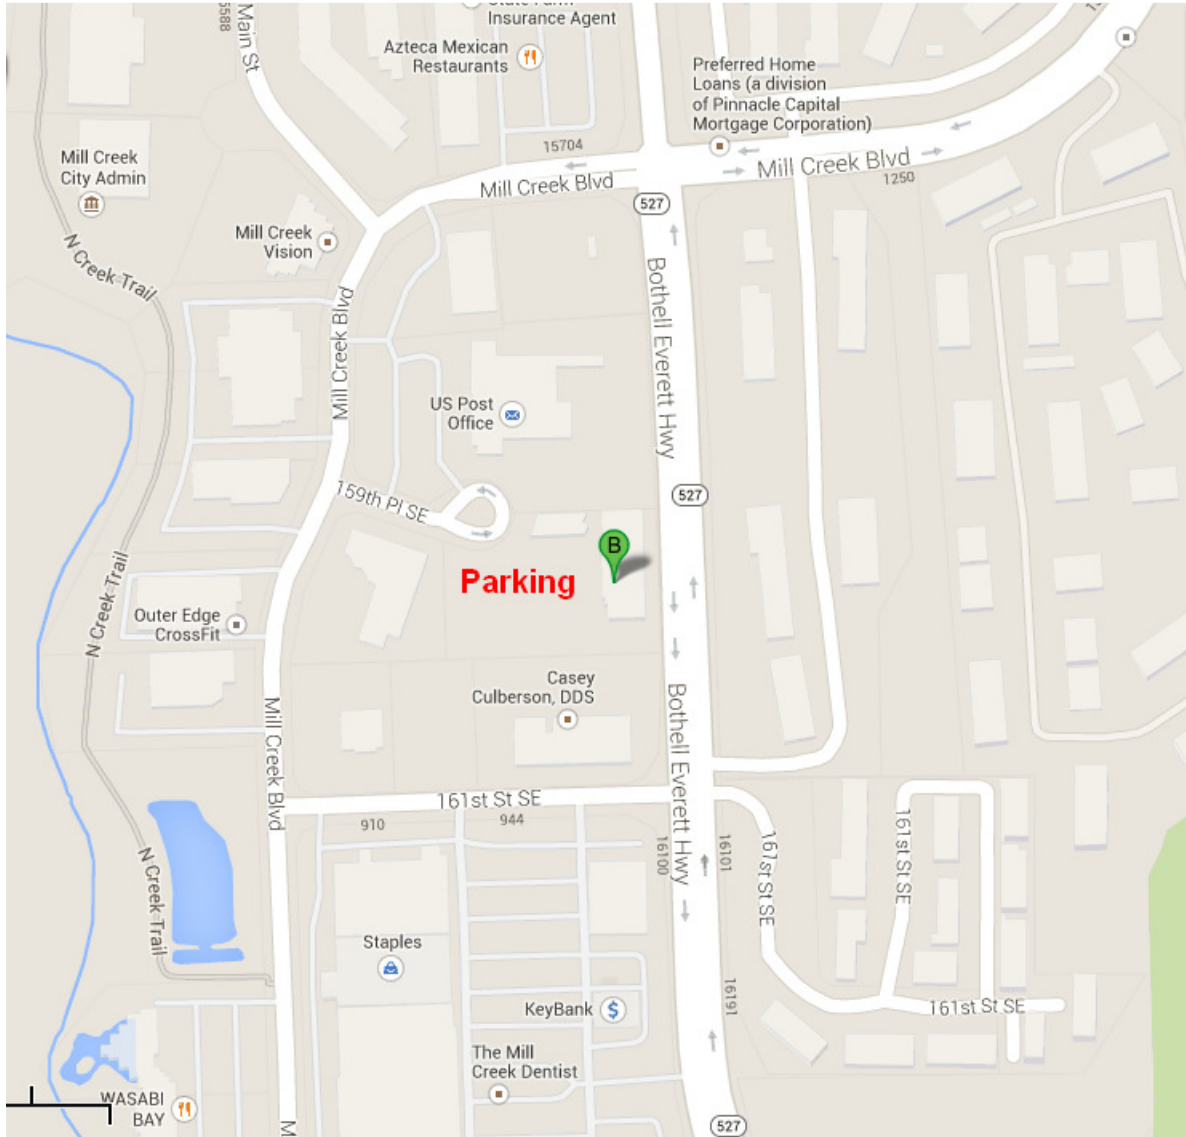 15588
Main St
State Farm
Insurance Agent
Azteca Mexican
Restaurants
Preferred Home
Loans (a division
of Pinnacle Capital
Mortgage Corporation)
15704
Mill Creek Blvd
Mill Creek Blvd
1250
Mill Creek
City Admin
527
Mill Creek
Vision
N Creek Trail
Bothell Everett Hwy
Mill Creek Blvd
US Post
Office
159th Pl SE
527
B
Parking
N Creek Trail
Outer Edge
CrossFit
Casey
Culberson, DDS
Mill Creek Blvd
Bothell Everett Hwy
161st St SE
910
944
16100
16101
161st St SE
161st St SE
N Creek Trail
Staples
KeyBank
$
16191
161st St SE
The Mill
Creek Dentist
WASABI
BAY
M
527